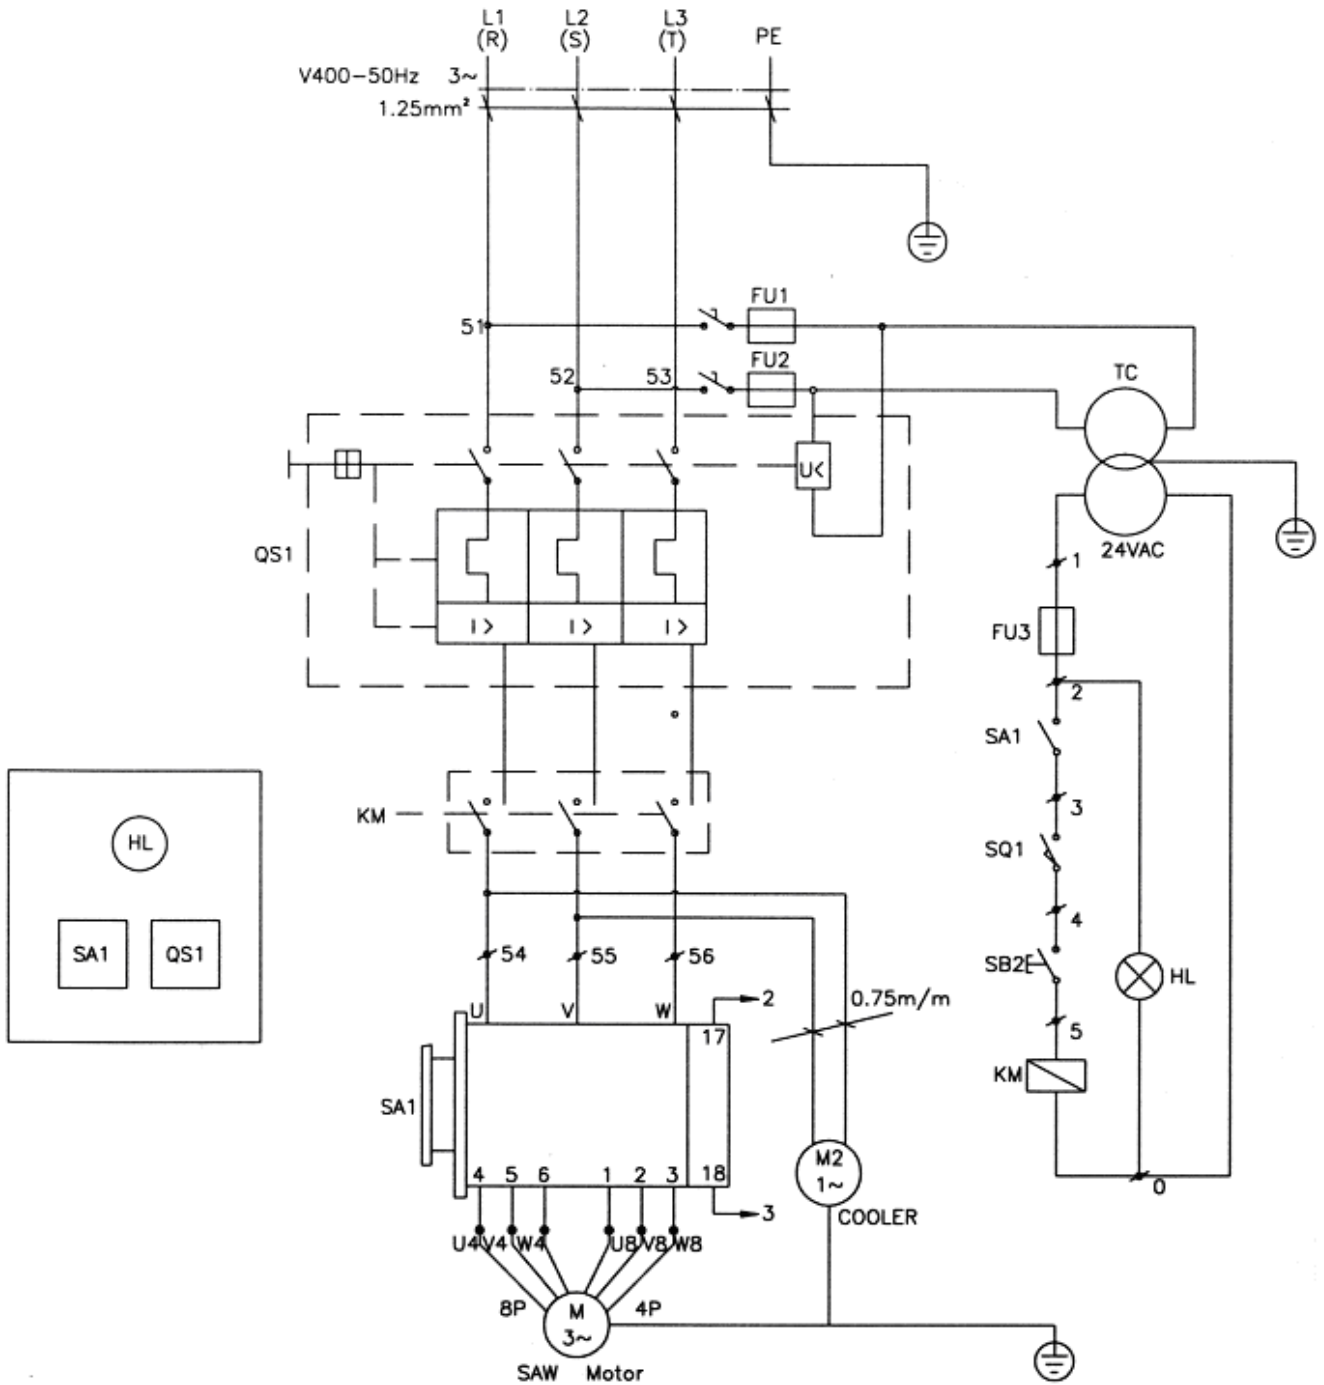 L1 L2 L3 PE
(R) (S) (T)
V400-50Hz 3~
1.25mm²
FU1
51
FU2
52 53
TC
U<
QS1
24VAC
1
I > I > I >
FU3
2
SA1
KM
3
HL
SQ1
4
SA1 QS1
54 55 56
SB2
HL
U V W
2
0.75m/m
17
5
KM
SA1
4 5 6 1 2 3 18
M2
1~
3
0
COOLER
U4 V4 W4 U8 V8 W8
8P M 4P
3~
SAW Motor